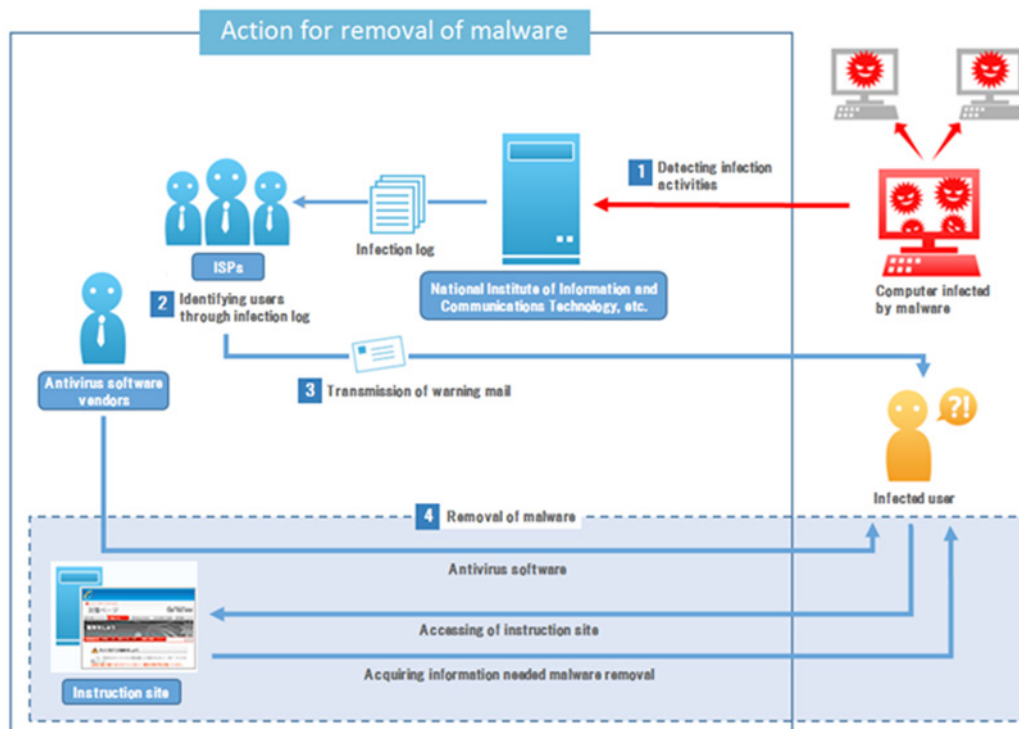 Action for removal of malware
1 Detecting infection
activities
Infection log
ISPs
National Institute of Information and
Communications Technology, etc.
Computer infected
by malware
2 Identifying users
through infection log
Antivirus software
vendors
3 Transmission of warning mail
?!
Infected user
4 Removal of malware
Antivirus software
Accessing of instruction site
Acquiring information needed malware removal
Instruction site